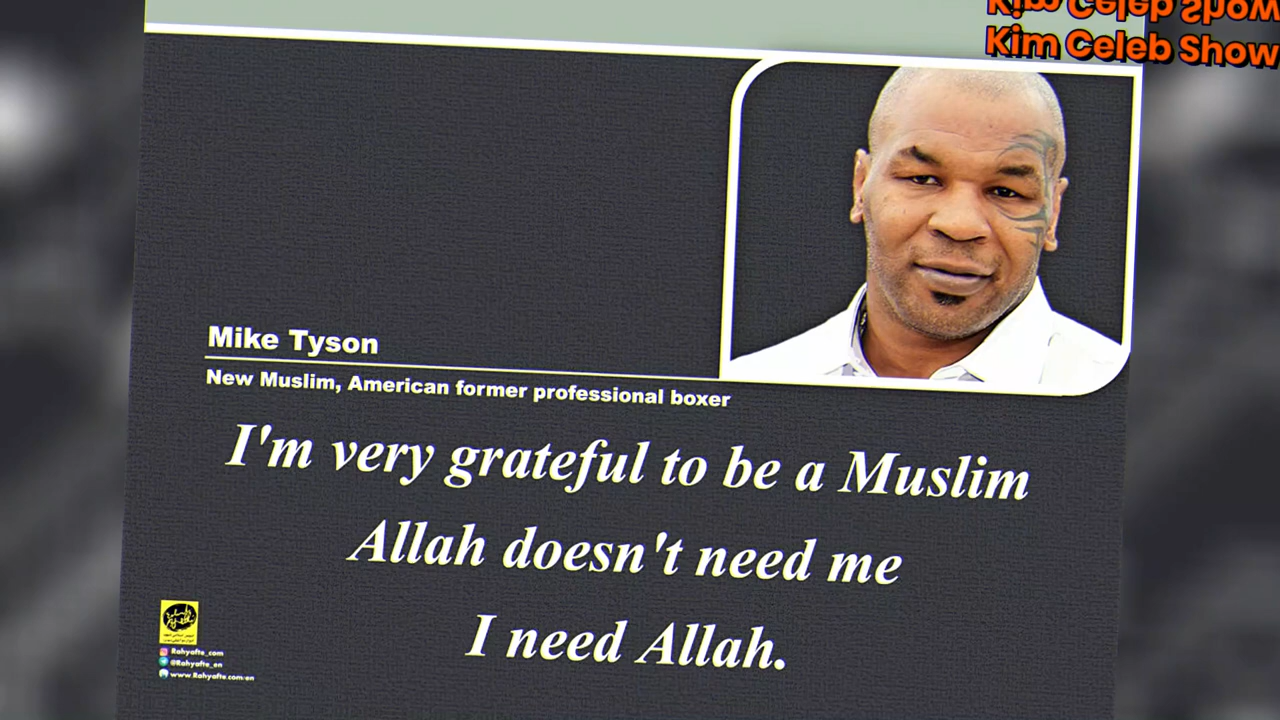 Kim Celeb Show
Kim Celeb Show
Mike Tyson
New Muslim, American former professional boxer
I'm very grateful to be a Muslim
Allah doesn't need me
I need Allah.
Rahyafte_com
@Rahyafte_en
www.Rahyafte.com/en